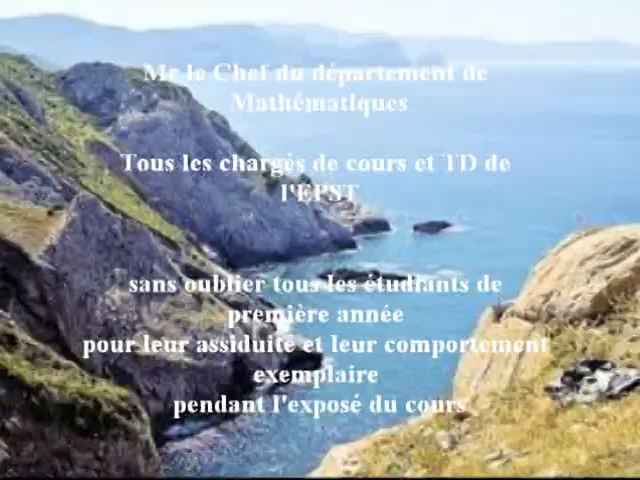 Mr le Chef du département de
Mathématiques
Tous les chargés de cours et TD de
l'EPST
sans oublier tous les étudiants de
première année
pour leur assiduité et leur comportement
exemplaire
pendant l'exposé du cours